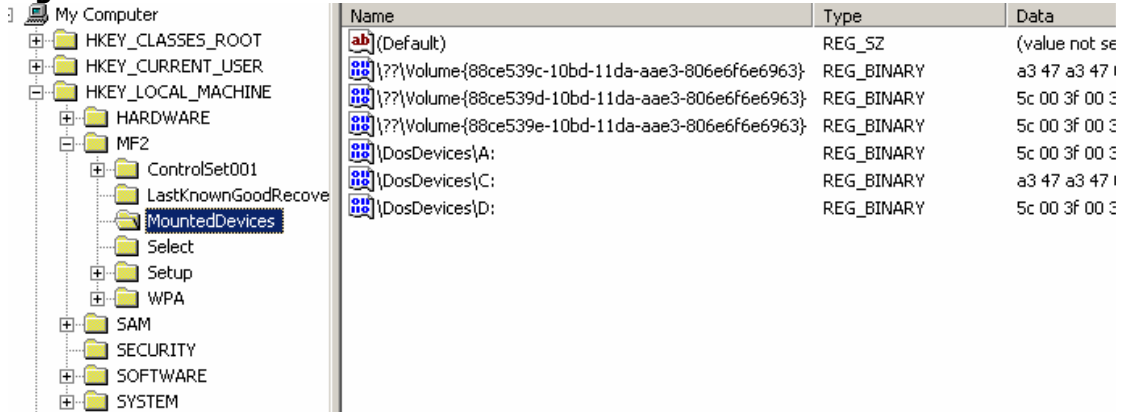 My Computer
HKEY_CLASSES_ROOT
HKEY_CURRENT_USER
HKEY_LOCAL_MACHINE
HARDWARE
MF2
ControlSet001
LastKnownGoodRecove
MountedDevices
Select
Setup
WPA
SAM
SECURITY
SOFTWARE
SYSTEM
Name Type Data
(Default) REG_SZ (value not se
\??\Volume{88ce539c-10bd-11da-aae3-806e6f6e6963} REG_BINARY a3 47 a3 47
\??\Volume{88ce539d-10bd-11da-aae3-806e6f6e6963} REG_BINARY 5c 00 3f 00 3
\??\Volume{88ce539e-10bd-11da-aae3-806e6f6e6963} REG_BINARY 5c 00 3f 00 3
\DosDevices\A: REG_BINARY 5c 00 3f 00 3
\DosDevices\C: REG_BINARY a3 47 a3 47
\DosDevices\D: REG_BINARY 5c 00 3f 00 3